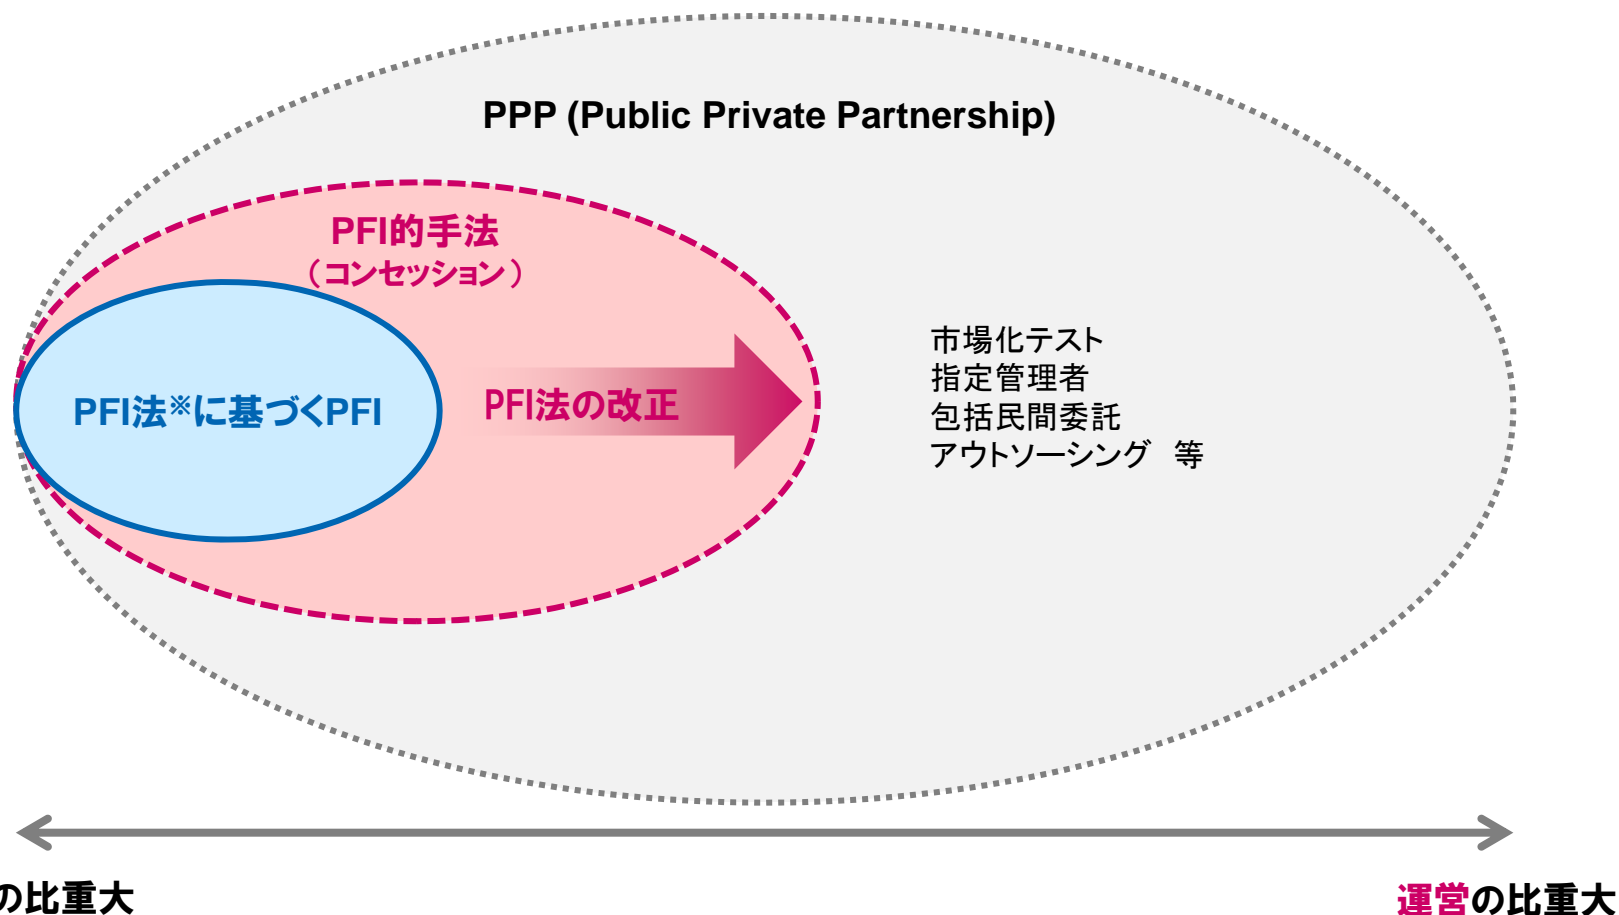 PPP (Public Private Partnership)
PFI的手法
（コンセッション）
PFI法※に基づくPFI
PFI法の改正
市場化テスト
指定管理者
包括民間委託
アウトソーシング　等
の比重大
運営の比重大